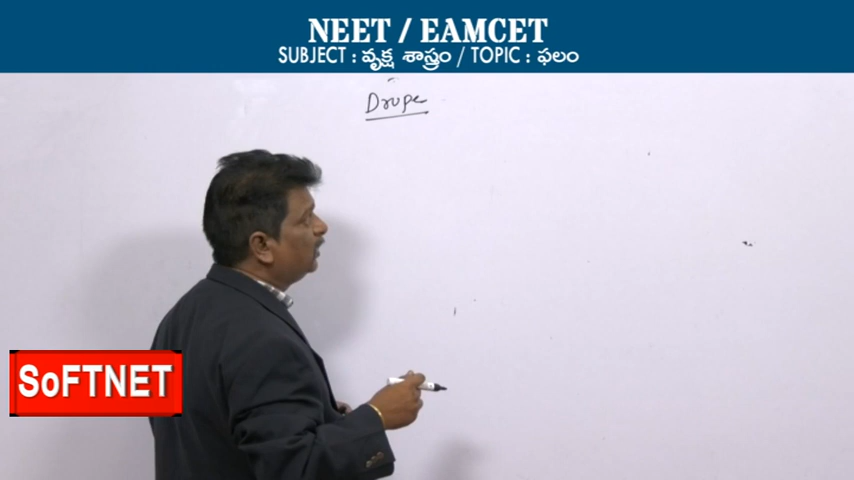 NEET / EAMCET
SUBJECT : వృక్ష శాస్త్రం / TOPIC : ఫలం
Drupe
SoFTNET